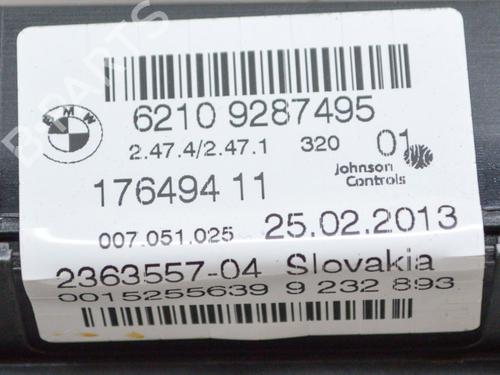 BMW
6210 9287495
2.47.4/2.47.1 320 01
Johnson
Controls
176494 11
007.051.025 25.02.2013
2363557-04 Slovakia
0015255639 9 232 893
B-PARTS